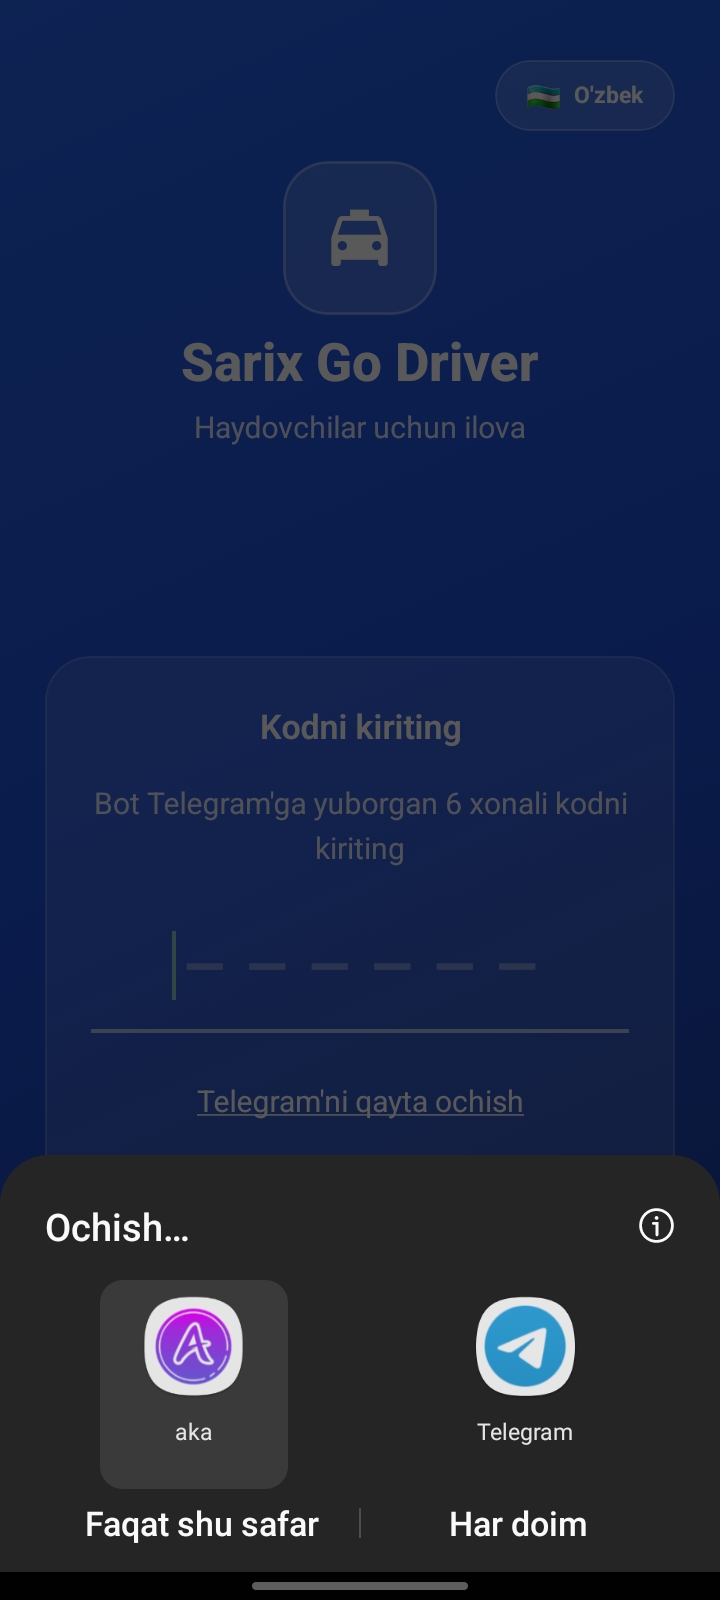 O'zbek
Sarix Go Driver
Haydovchilar uchun ilova
Kodni kiriting
Bot Telegram'ga yuborgan 6 xonali kodni
kiriting
Telegram'ni qayta ochish
Ochish...
aka
Telegram
Faqat shu safar
Har doim